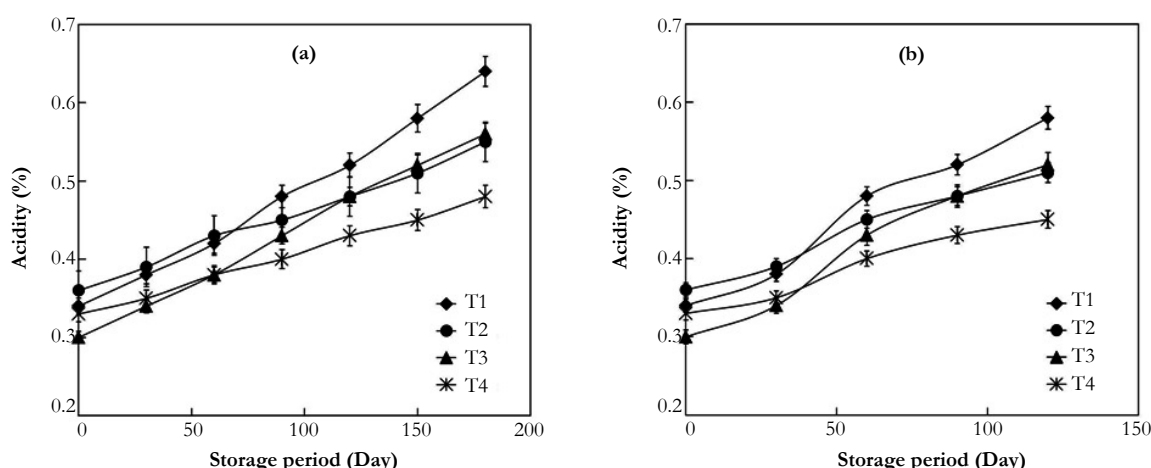 (a)
Acidity (%)
0.7
0.6
0.5
0.4
0.3
0.2
T1
T2
T3
T4
0 50 100 150 200
Storage period (Day)
(b)
Acidity (%)
0.7
0.6
0.5
0.4
0.3
0.2
T1
T2
T3
T4
0 50 100 150
Storage period (Day)